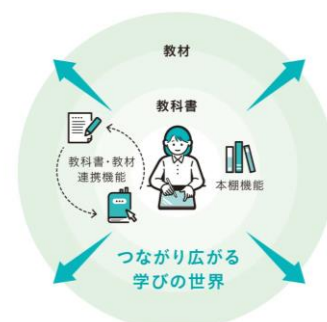 教材
教科書
教科書・教材
連携機能
本棚機能
つながり広がる
学びの世界